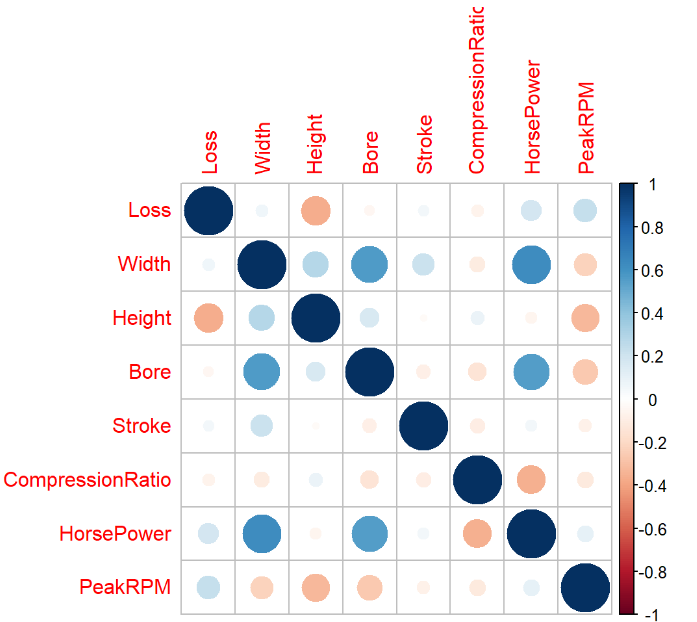 Loss
Width
Height
Bore
Stroke
CompressionRatio
HorsePower
PeakRPM
Loss
Width
Height
Bore
Stroke
CompressionRatio
HorsePower
PeakRPM
1
0.8
0.6
0.4
0.2
0
-0.2
-0.4
-0.6
-0.8
-1